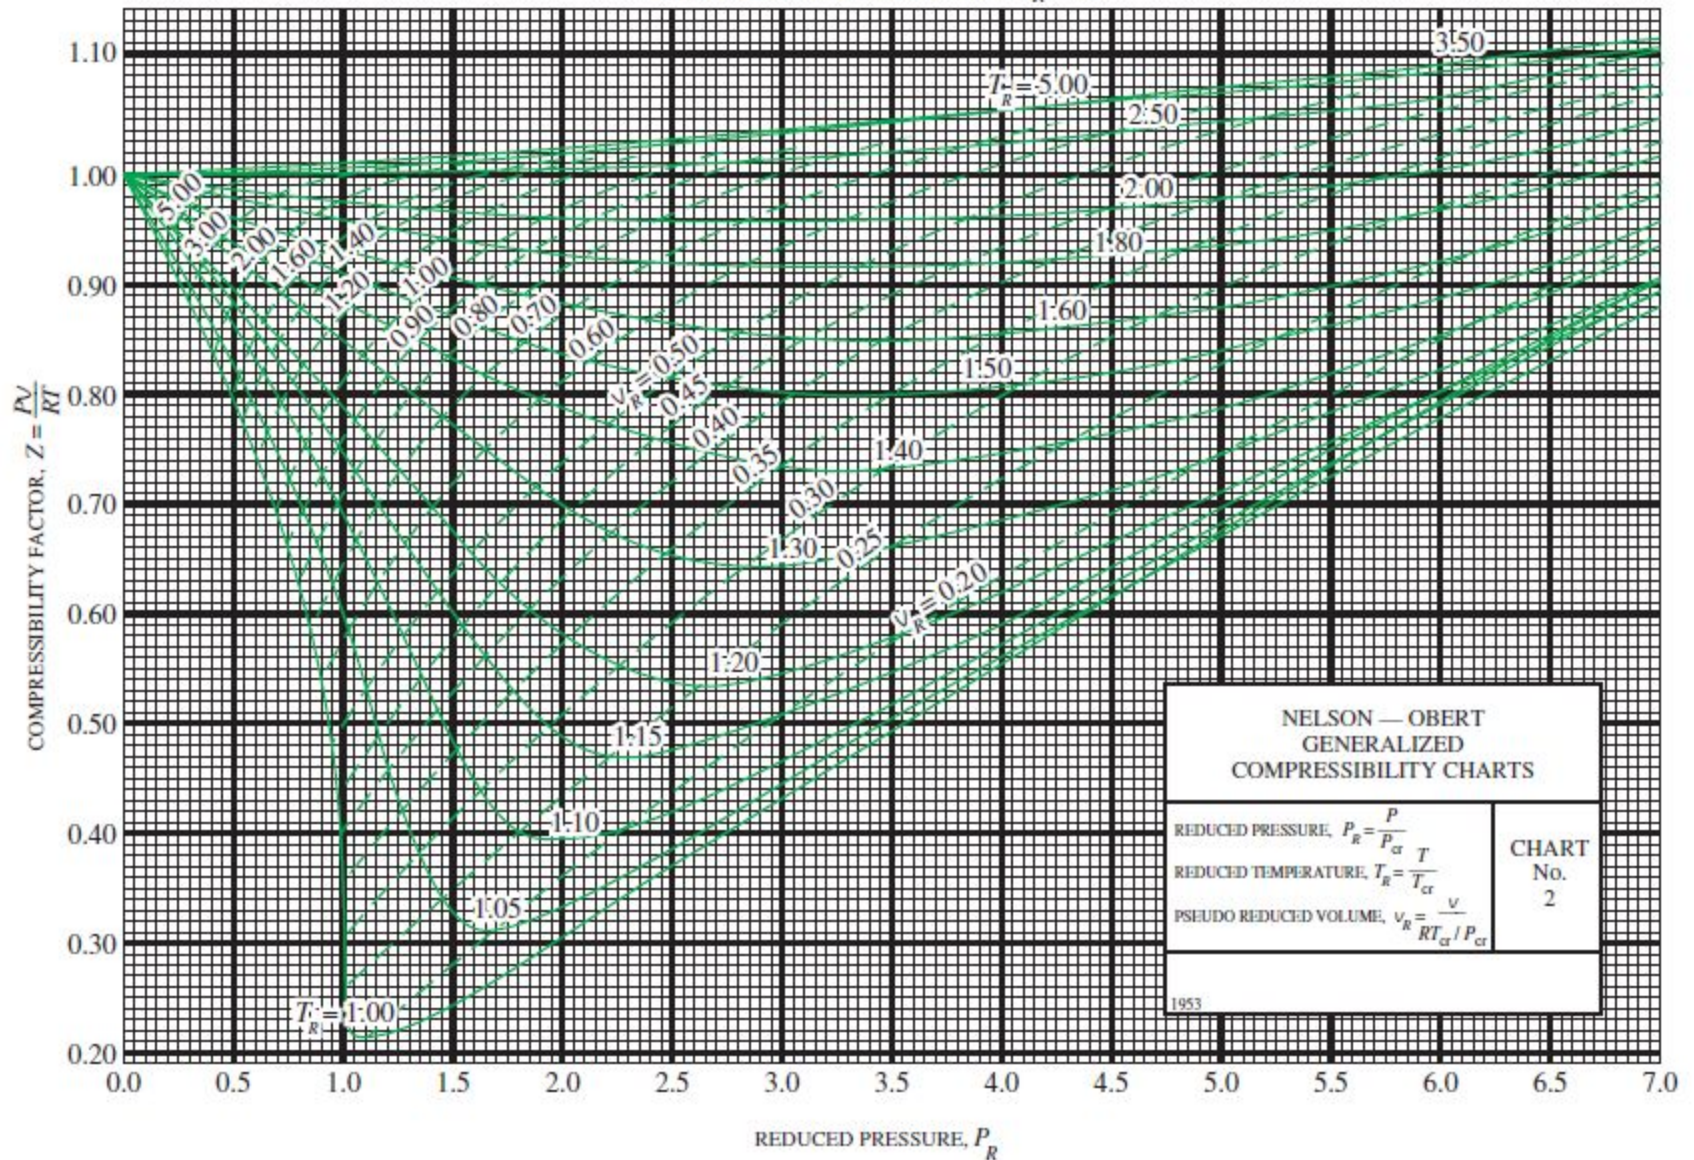 1.10
1.00
0.90
0.80
0.70
0.60
0.50
0.40
0.30
0.20
COMPRESSIBILITY FACTOR, Z = Pv/RT
0.0 0.5 1.0 1.5 2.0 2.5 3.0 3.5 4.0 4.5 5.0 5.5 6.0 6.5 7.0
REDUCED PRESSURE, P_R
3.50
T_R = 5.00
2.50
2.00
1.80
1.60
1.50
1.40
1.30
1.20
1.15
1.10
1.05
T_R = 1.00
5.00
3.00
2.00
1.60
1.40
1.20
1.00
0.90
0.80
0.70
0.60
v_R = 0.50
0.45
0.40
0.35
0.30
0.25
v_R = 0.20
NELSON — OBERT
GENERALIZED
COMPRESSIBILITY CHARTS
REDUCED PRESSURE, P_R = P/P_cr
REDUCED TEMPERATURE, T_R = T/T_cr
PSEUDO REDUCED VOLUME, v_R = v/RT_cr / P_cr
CHART
No.
2
1953